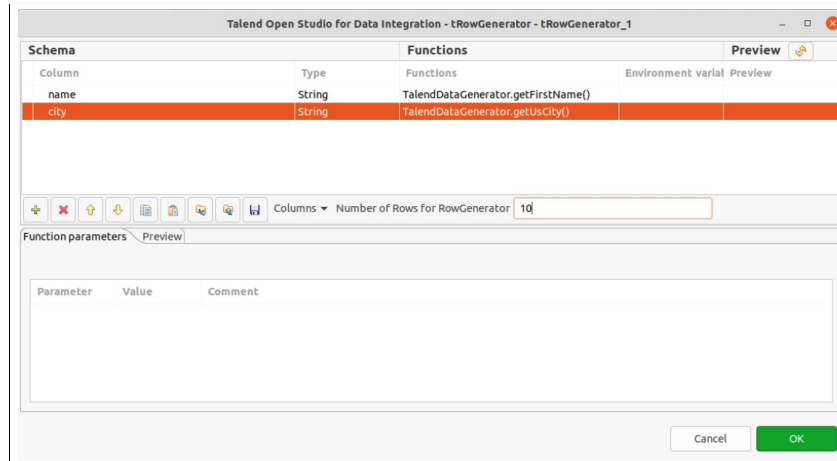 Talend Open Studio for Data Integration - tRowGenerator - tRowGenerator_1
Schema Functions Preview
Column Type Functions Environment variab Preview
name String TalendDataGenerator.getFirstName()
city String TalendDataGenerator.getUsCity()
Columns Number of Rows for RowGenerator 10
Function parameters Preview
Parameter Value Comment
Cancel OK